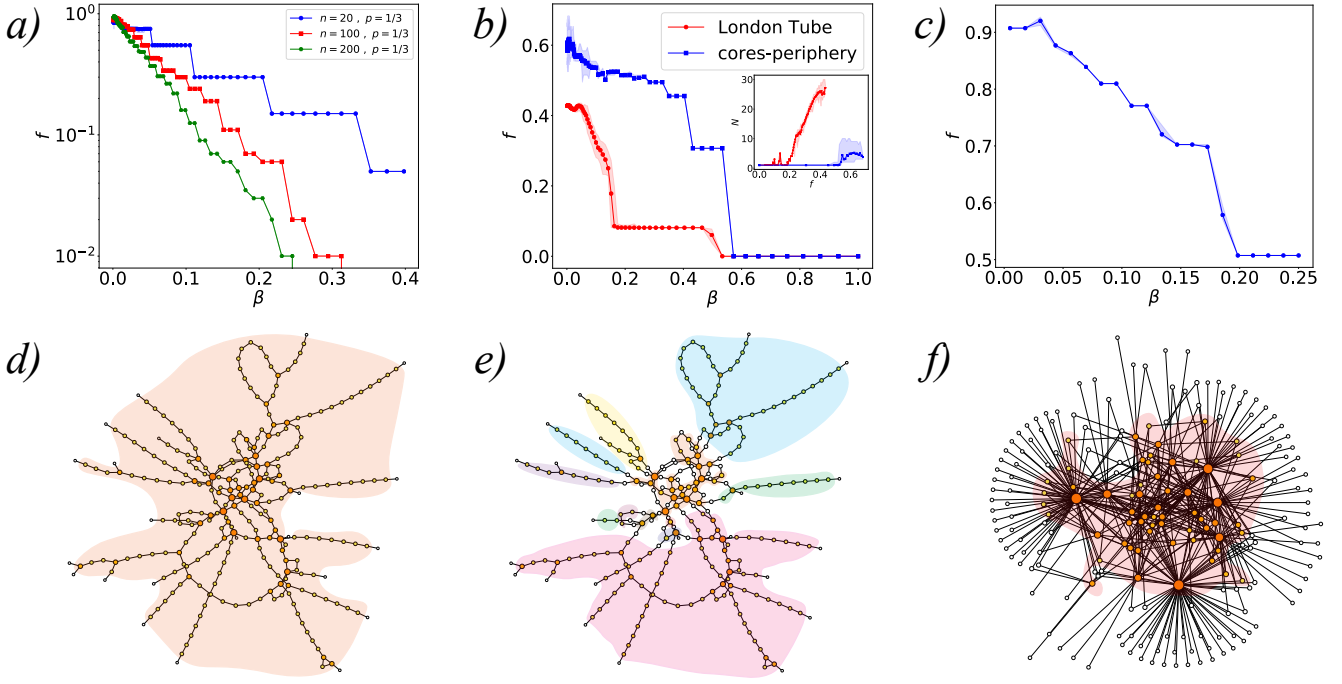 a)
10^0
10^{-1}
10^{-2}
f
n = 20 , p = 1/3
n = 100 , p = 1/3
n = 200 , p = 1/3
0.0 0.1 0.2 0.3 0.4
β
b)
0.6
0.4
0.2
0.0
f
London Tube
cores-periphery
30
20
10
0
N
0.0 0.2 0.4 0.6
f
0.0 0.2 0.4 0.6 0.8 1.0
β
c)
0.9
0.8
0.7
0.6
0.5
f
0.00 0.05 0.10 0.15 0.20 0.25
β
d)
e)
f)